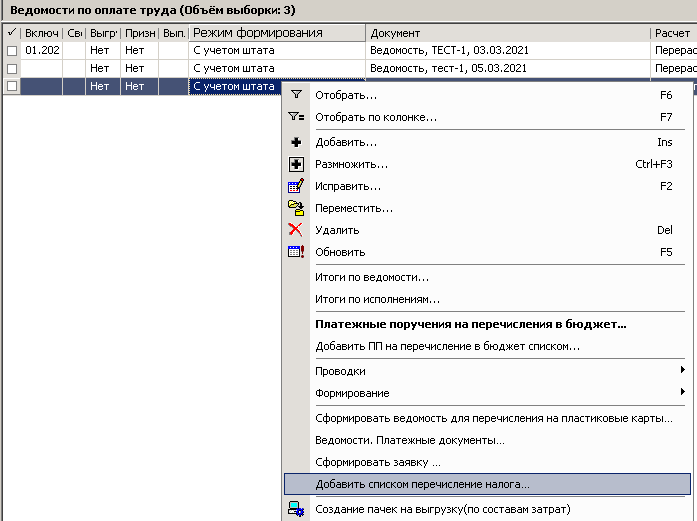 Ведомости по оплате труда (Объём выборки: 3)
✓ Включ Све Выгр Призн Вып. Режим формирования Документ Расчет
01.202 Нет Нет С учетом штата Ведомость, ТЕСТ-1, 03.03.2021 Перерас
Нет Нет С учетом штата Ведомость, тест-1, 05.03.2021 Перерас
Нет Нет С учетом штата
Отобрать... F6
Отобрать по колонке... F7
Добавить... Ins
Размножить... Ctrl+F3
Исправить... F2
Переместить...
Удалить Del
Обновить F5
Итоги по ведомости...
Итоги по исполнениям...
Платежные поручения на перечисления в бюджет...
Добавить ПП на перечисление в бюджет списком...
Проводки
Формирование
Сформировать ведомость для перечисления на пластиковые карты...
Ведомости. Платежные документы...
Сформировать заявку ...
Добавить списком перечисление налога...
Создание пачек на выгрузку(по составам затрат)